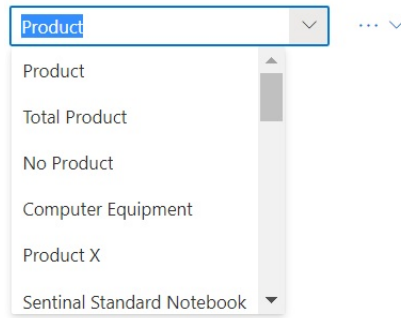 Product
Product
Total Product
No Product
Computer Equipment
Product X
Sentinal Standard Notebook